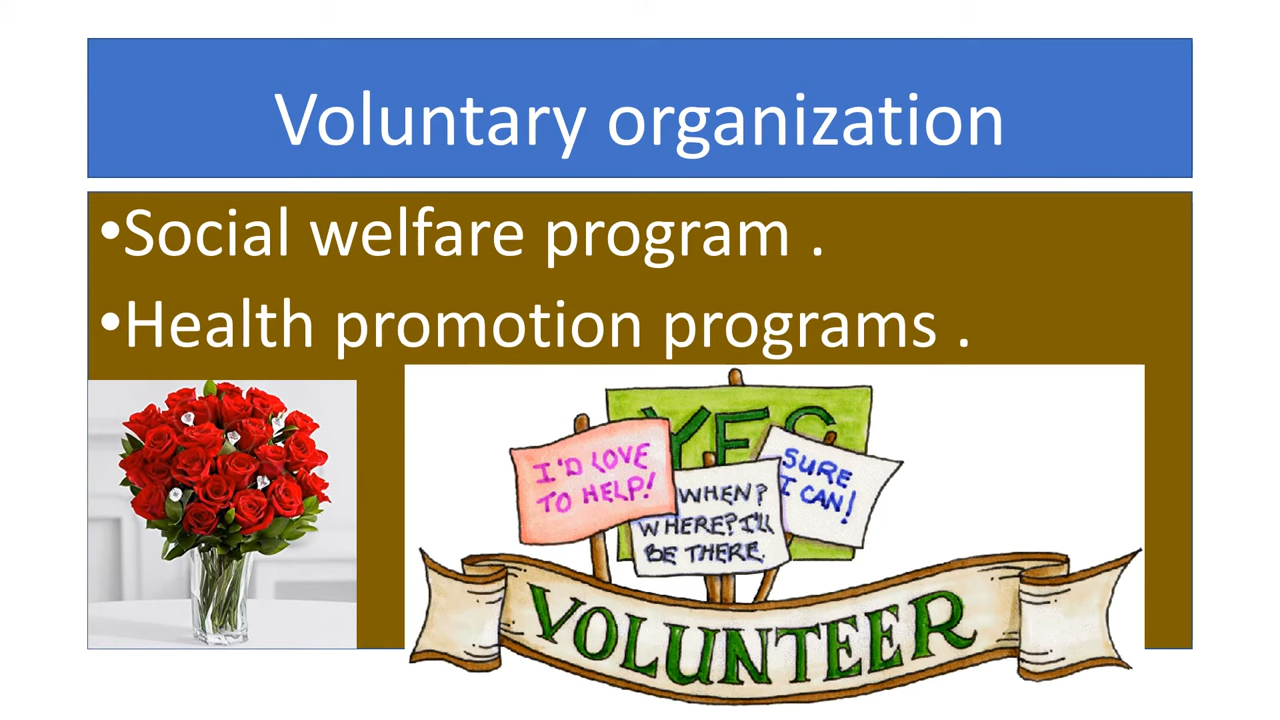 Voluntary organization
•Social welfare program .
•Health promotion programs .
YES
I'D LOVE
TO HELP!
SURE
I CAN!
WHEN?
WHERE? I'll
BE THERE.
VOLUNTEER